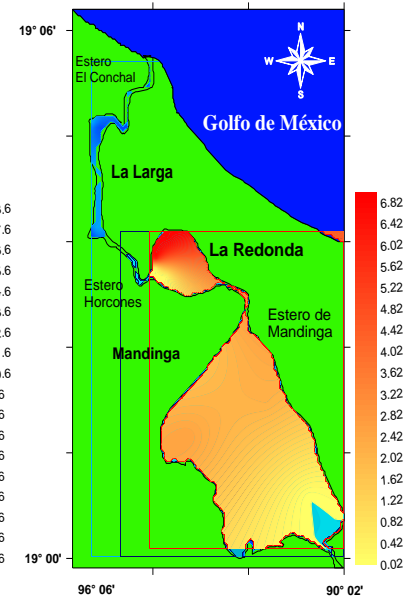 19° 06'
N
W E
S
Estero
El Conchal
Golfo de México
La Larga
La Redonda
Estero
Horcones
Estero de
Mandinga
Mandinga
6.82
6.42
6.02
5.62
5.22
4.82
4.42
4.02
3.62
3.22
2.82
2.42
2.02
1.62
1.22
0.82
0.42
0.02
19° 00'
96° 06'
90° 02'